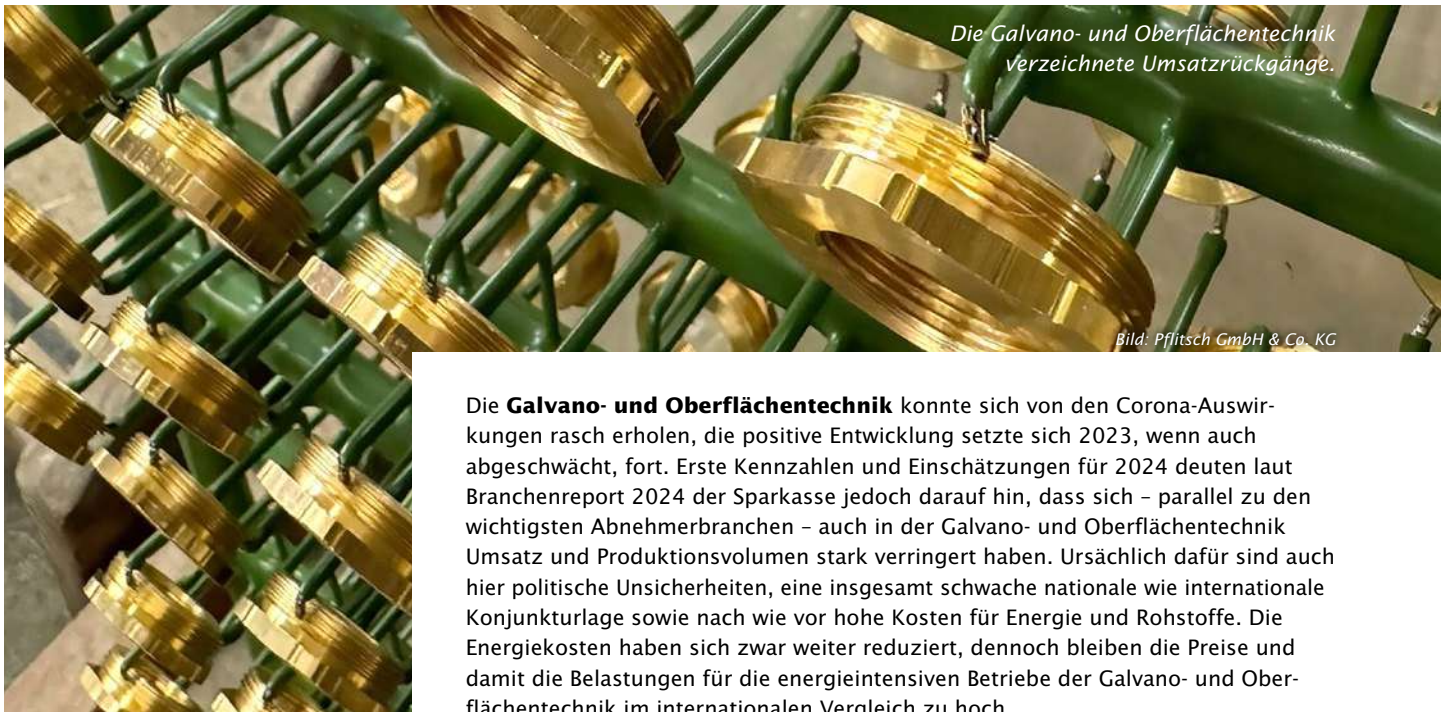 Die Galvano- und Oberflächentechnik
verzeichnete Umsatzrückgänge.
Bild: Pflitsch GmbH & Co. KG
Die Galvano- und Oberflächentechnik konnte sich von den Corona-Auswir-
kungen rasch erholen, die positive Entwicklung setzte sich 2023, wenn auch
abgeschwächt, fort. Erste Kennzahlen und Einschätzungen für 2024 deuten laut
Branchenreport 2024 der Sparkasse jedoch darauf hin, dass sich – parallel zu den
wichtigsten Abnehmerbranchen – auch in der Galvano- und Oberflächentechnik
Umsatz und Produktionsvolumen stark verringert haben. Ursächlich dafür sind auch
hier politische Unsicherheiten, eine insgesamt schwache nationale wie internationale
Konjunkturlage sowie nach wie vor hohe Kosten für Energie und Rohstoffe. Die
Energiekosten haben sich zwar weiter reduziert, dennoch bleiben die Preise und
damit die Belastungen für die energieintensiven Betriebe der Galvano- und Ober-
flächentechnik im internationalen Vergleich zu hoch.